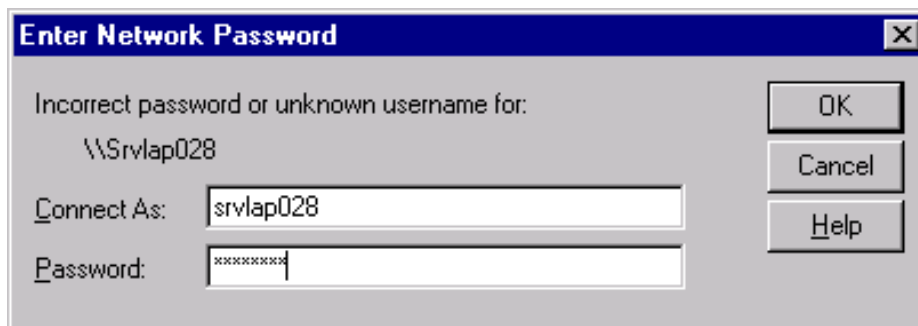 Enter Network Password
Incorrect password or unknown username for:
\\Srvlap028
Connect As: srvlap028
Password: ********
OK
Cancel
Help